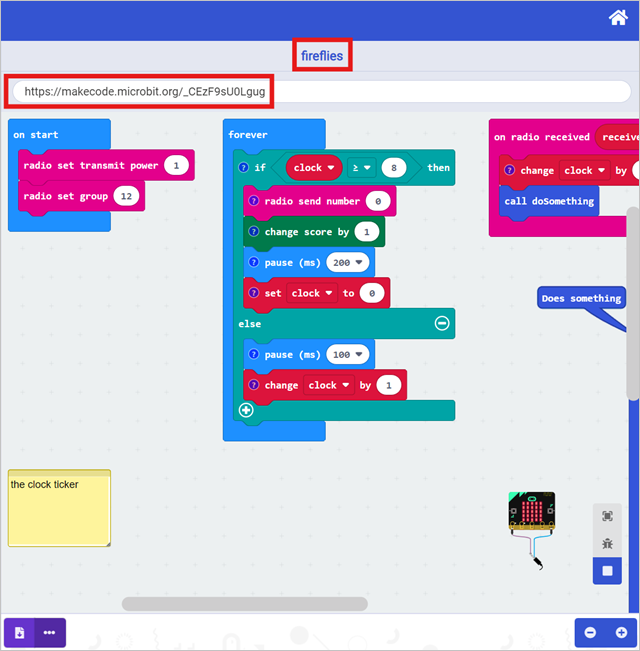 fireflies
https://makecode.microbit.org/_CEzF9sU0Lgug
on start
radio set transmit power 1
radio set group 12
forever
if clock ≥ 8 then
radio send number 0
change score by 1
pause (ms) 200
set clock to 0
else
pause (ms) 100
change clock by 1
on radio received receive
change clock by
call doSomething
Does something
the clock ticker